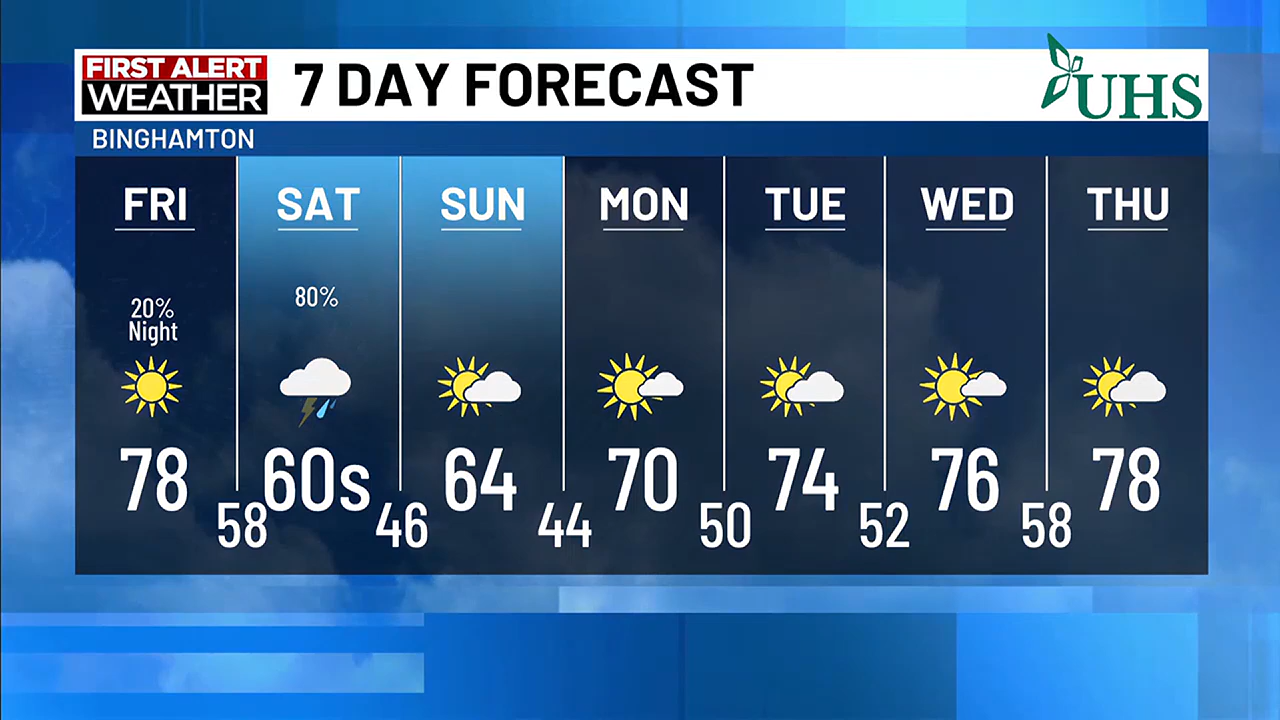 FIRST ALERT
WEATHER
7 DAY FORECAST
UHS
BINGHAMTON
FRI
SAT
SUN
MON
TUE
WED
THU
20%
Night
80%
78
60s
64
70
74
76
78
58
46
44
50
52
58